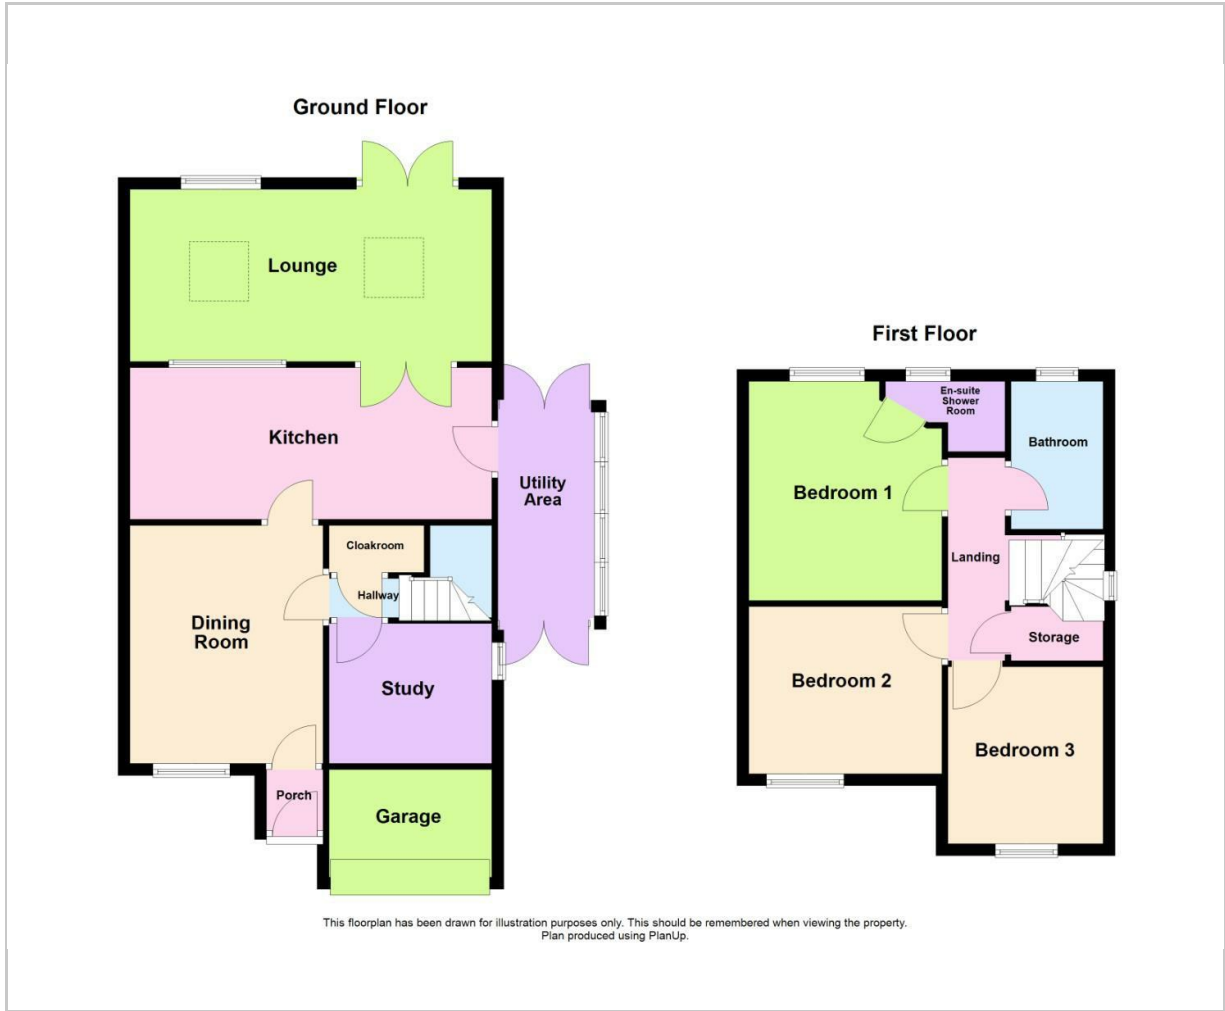 Ground Floor
Lounge
Kitchen
Utility
Area
Cloakroom
Hallway
Dining
Room
Study
Porch
Garage
First Floor
En-suite
Shower
Room
Bathroom
Bedroom 1
Landing
Storage
Bedroom 2
Bedroom 3
This floorplan has been drawn for illustration purposes only. This should be remembered when viewing the property.
Plan produced using PlanUp.